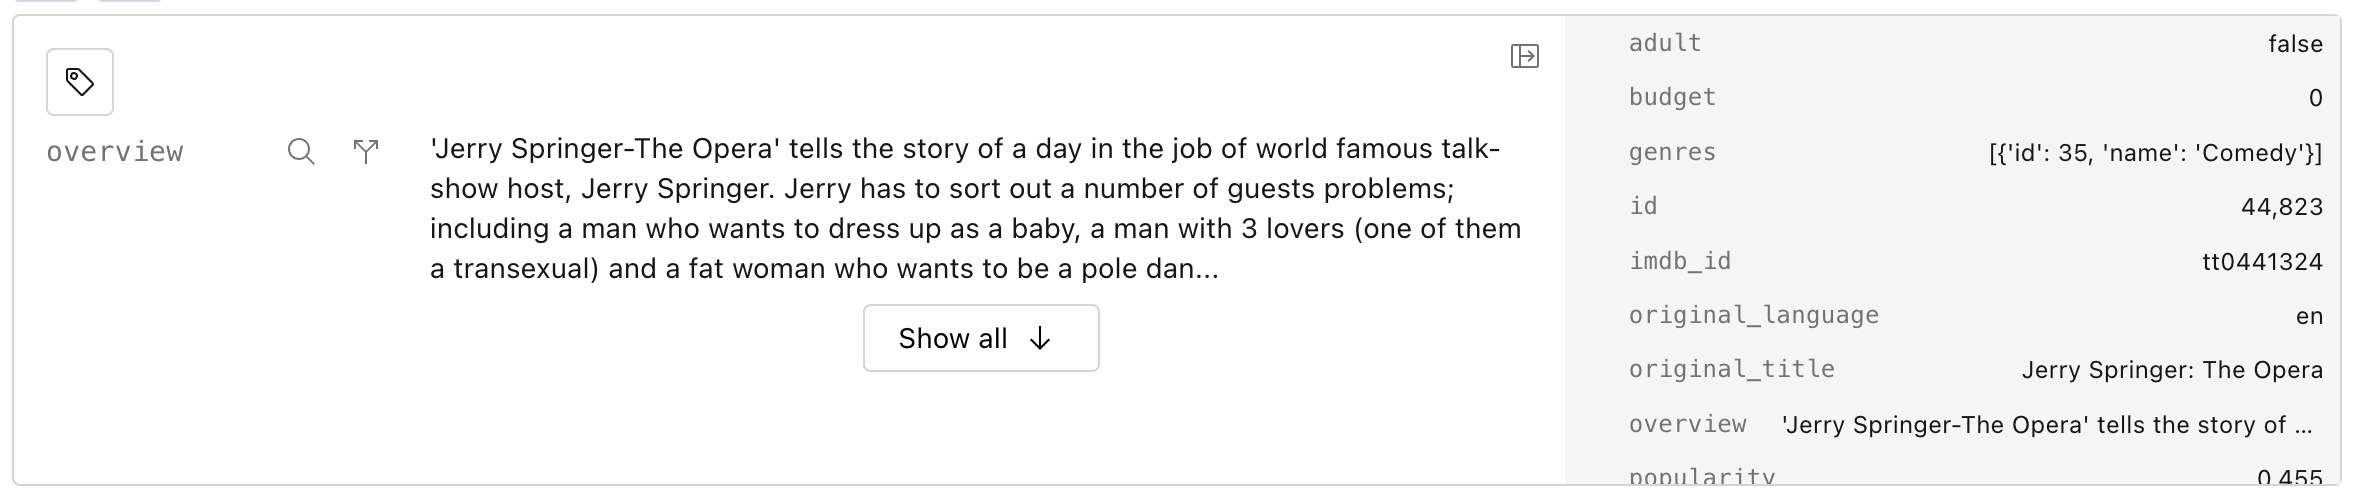 overview
'Jerry Springer-The Opera' tells the story of a day in the job of world famous talk-
show host, Jerry Springer. Jerry has to sort out a number of guests problems;
including a man who wants to dress up as a baby, a man with 3 lovers (one of them
a transexual) and a fat woman who wants to be a pole dan...
Show all
adult false
budget 0
genres [{'id': 35, 'name': 'Comedy'}]
id 44,823
imdb_id tt0441324
original_language en
original_title Jerry Springer: The Opera
overview 'Jerry Springer-The Opera' tells the story of ...
popularity 0.455